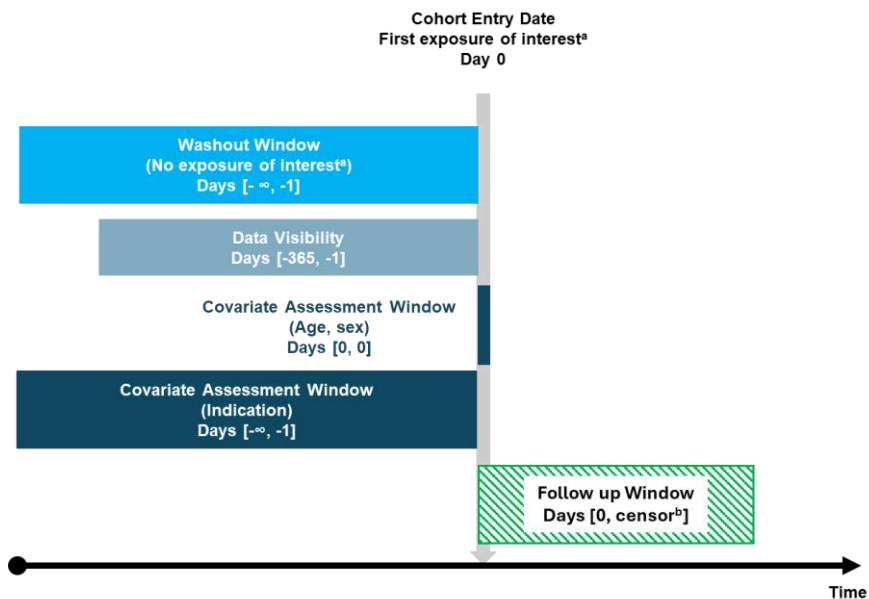 Cohort Entry Date
First exposure of interestᵃ
Day 0
Washout Window
(No exposure of interestᵃ)
Days [- ∞, -1]
Data Visibility
Days [-365, -1]
Covariate Assessment Window
(Age, sex)
Days [0, 0]
Covariate Assessment Window
(Indication)
Days [-∞, -1]
Follow up Window
Days [0, censorᵇ]
Time